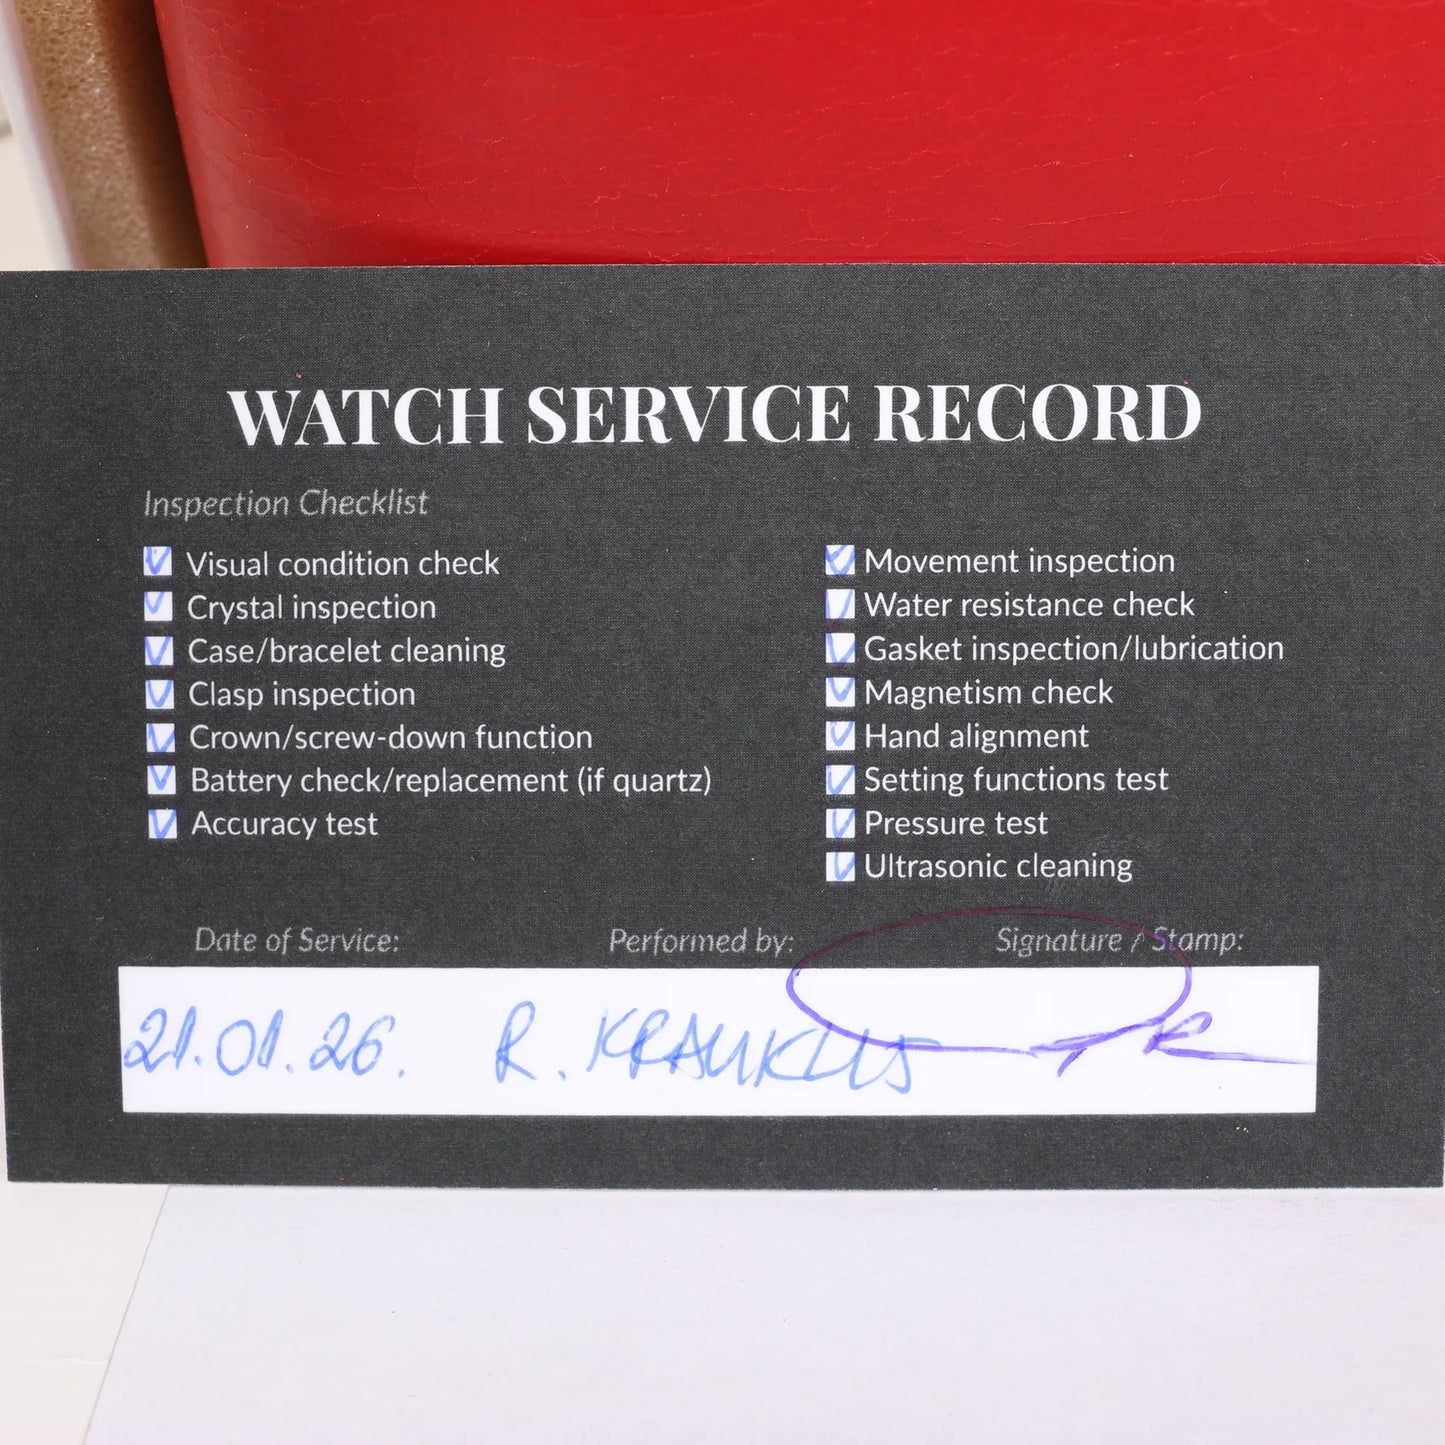 WATCH SERVICE RECORD
Inspection Checklist
Visual condition check
Crystal inspection
Case/bracelet cleaning
Clasp inspection
Crown/screw-down function
Battery check/replacement (if quartz)
Accuracy test
Movement inspection
Water resistance check
Gasket inspection/lubrication
Magnetism check
Hand alignment
Setting functions test
Pressure test
Ultrasonic cleaning
Date of Service: Performed by: Signature / Stamp:
21.01.26. R. KRAUKLIS